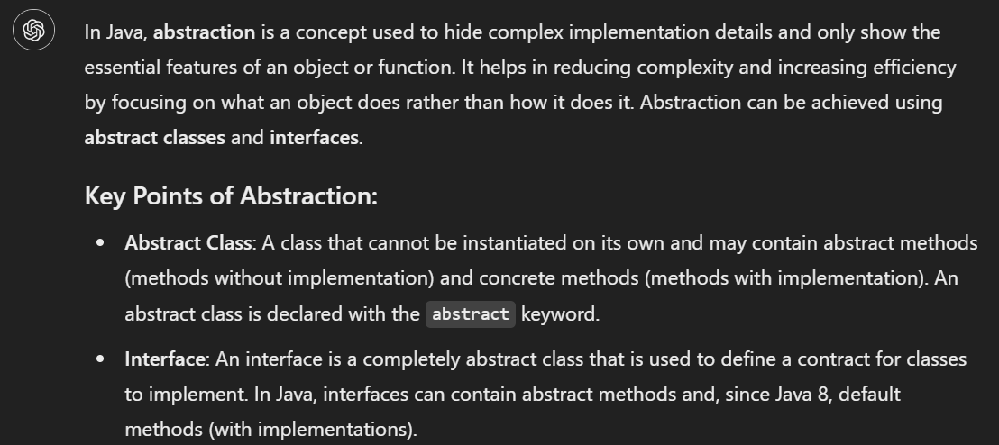 In Java, abstraction is a concept used to hide complex implementation details and only show the
essential features of an object or function. It helps in reducing complexity and increasing efficiency
by focusing on what an object does rather than how it does it. Abstraction can be achieved using
abstract classes and interfaces.
Key Points of Abstraction:
• Abstract Class: A class that cannot be instantiated on its own and may contain abstract methods
(methods without implementation) and concrete methods (methods with implementation). An
abstract class is declared with the abstract keyword.
• Interface: An interface is a completely abstract class that is used to define a contract for classes
to implement. In Java, interfaces can contain abstract methods and, since Java 8, default
methods (with implementations).